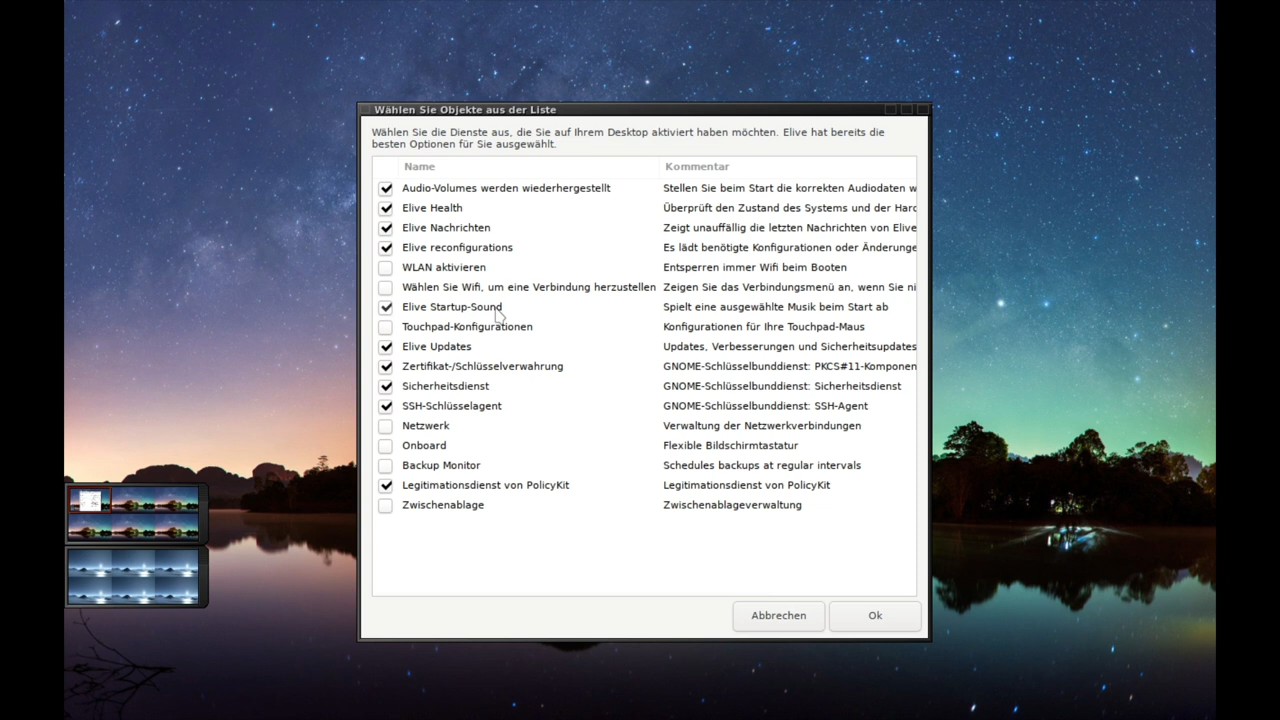 Wählen Sie Objekte aus der Liste
Wählen Sie die Dienste aus, die Sie auf Ihrem Desktop aktiviert haben möchten. Elive hat bereits die
besten Optionen für Sie ausgewählt.
Name Kommentar
Audio-Volumes werden wiederhergestellt Stellen Sie beim Start die korrekten Audiodaten w
Elive Health Überprüft den Zustand des Systems und der Hard
Elive Nachrichten Zeigt unauffällig die letzten Nachrichten von Elive
Elive reconfigurations Es lädt benötigte Konfigurationen oder Änderunge
WLAN aktivieren Entsperren immer Wifi beim Booten
Wählen Sie Wifi, um eine Verbindung herzustellen Zeigen Sie das Verbindungsmenü an, wenn Sie ni
Elive Startup-Sound Spielt eine ausgewählte Musik beim Start ab
Touchpad-Konfigurationen Konfigurationen für Ihre Touchpad-Maus
Elive Updates Updates, Verbesserungen und Sicherheitsupdates
Zertifikat-/Schlüsselverwahrung GNOME-Schlüsselbunddienst: PKCS#11-Komponen
Sicherheitsdienst GNOME-Schlüsselbunddienst: Sicherheitsdienst
SSH-Schlüsselagent GNOME-Schlüsselbunddienst: SSH-Agent
Netzwerk Verwaltung der Netzwerkverbindungen
Onboard Flexible Bildschirmtastatur
Backup Monitor Schedules backups at regular intervals
Legitimationsdienst von PolicyKit Legitimationsdienst von PolicyKit
Zwischenablage Zwischenablageverwaltung
Abbrechen Ok